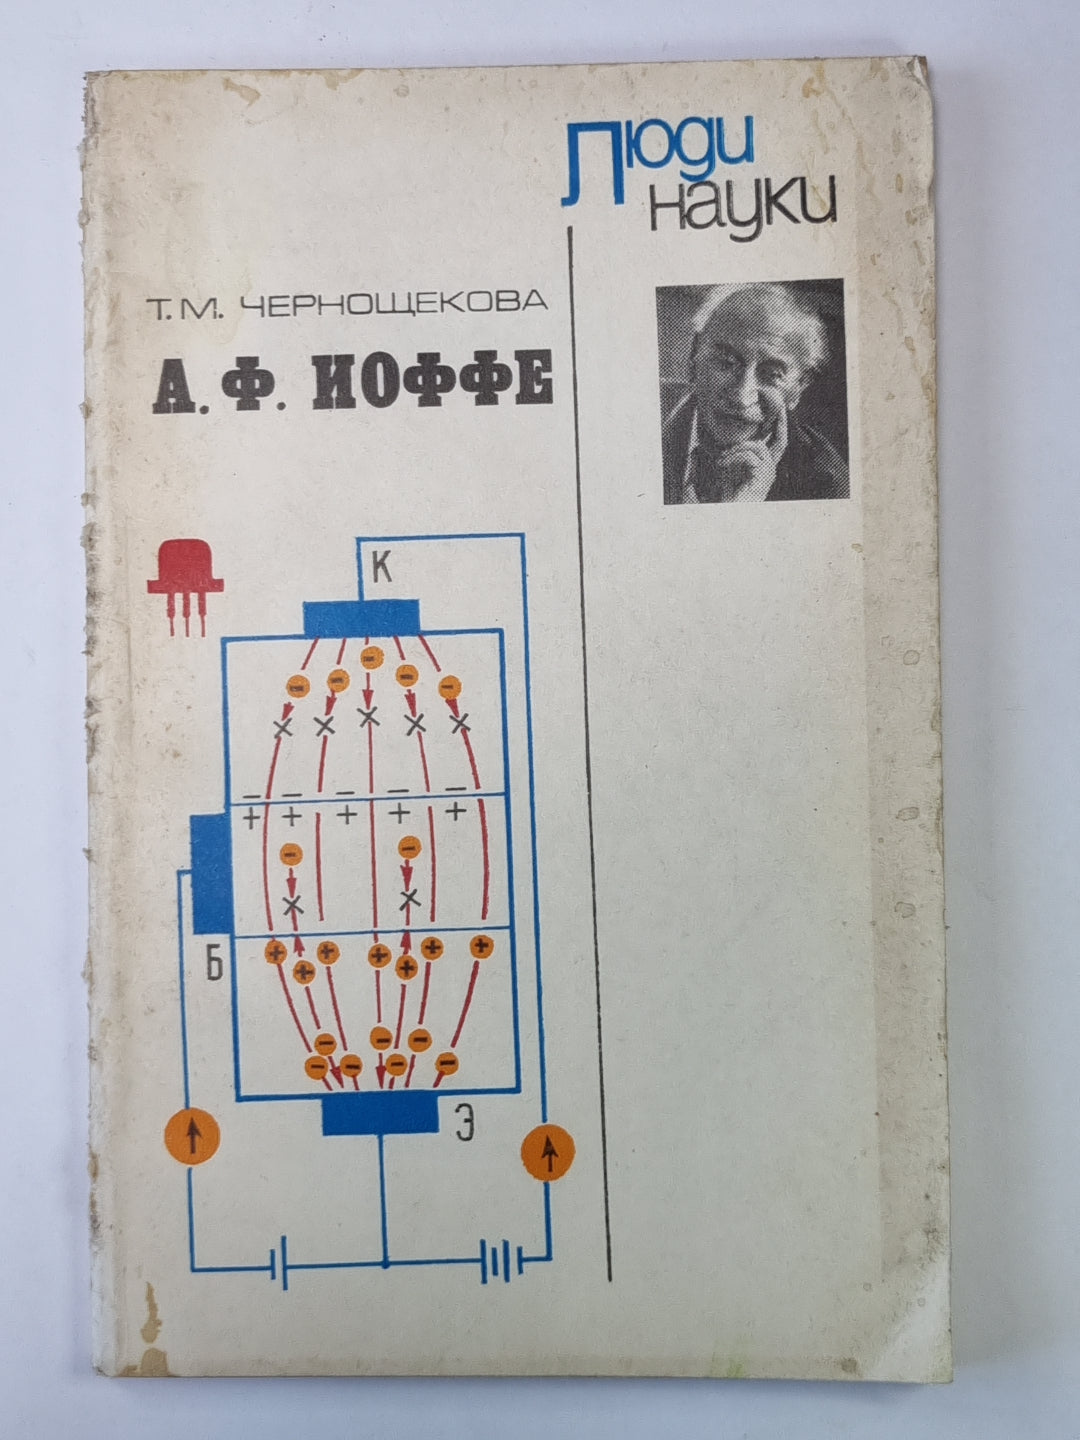 Люди
науки
Т. М. ЧЕРНОЩЕКОВА
А. Ф. ИОФФЕ
К
Б
Э